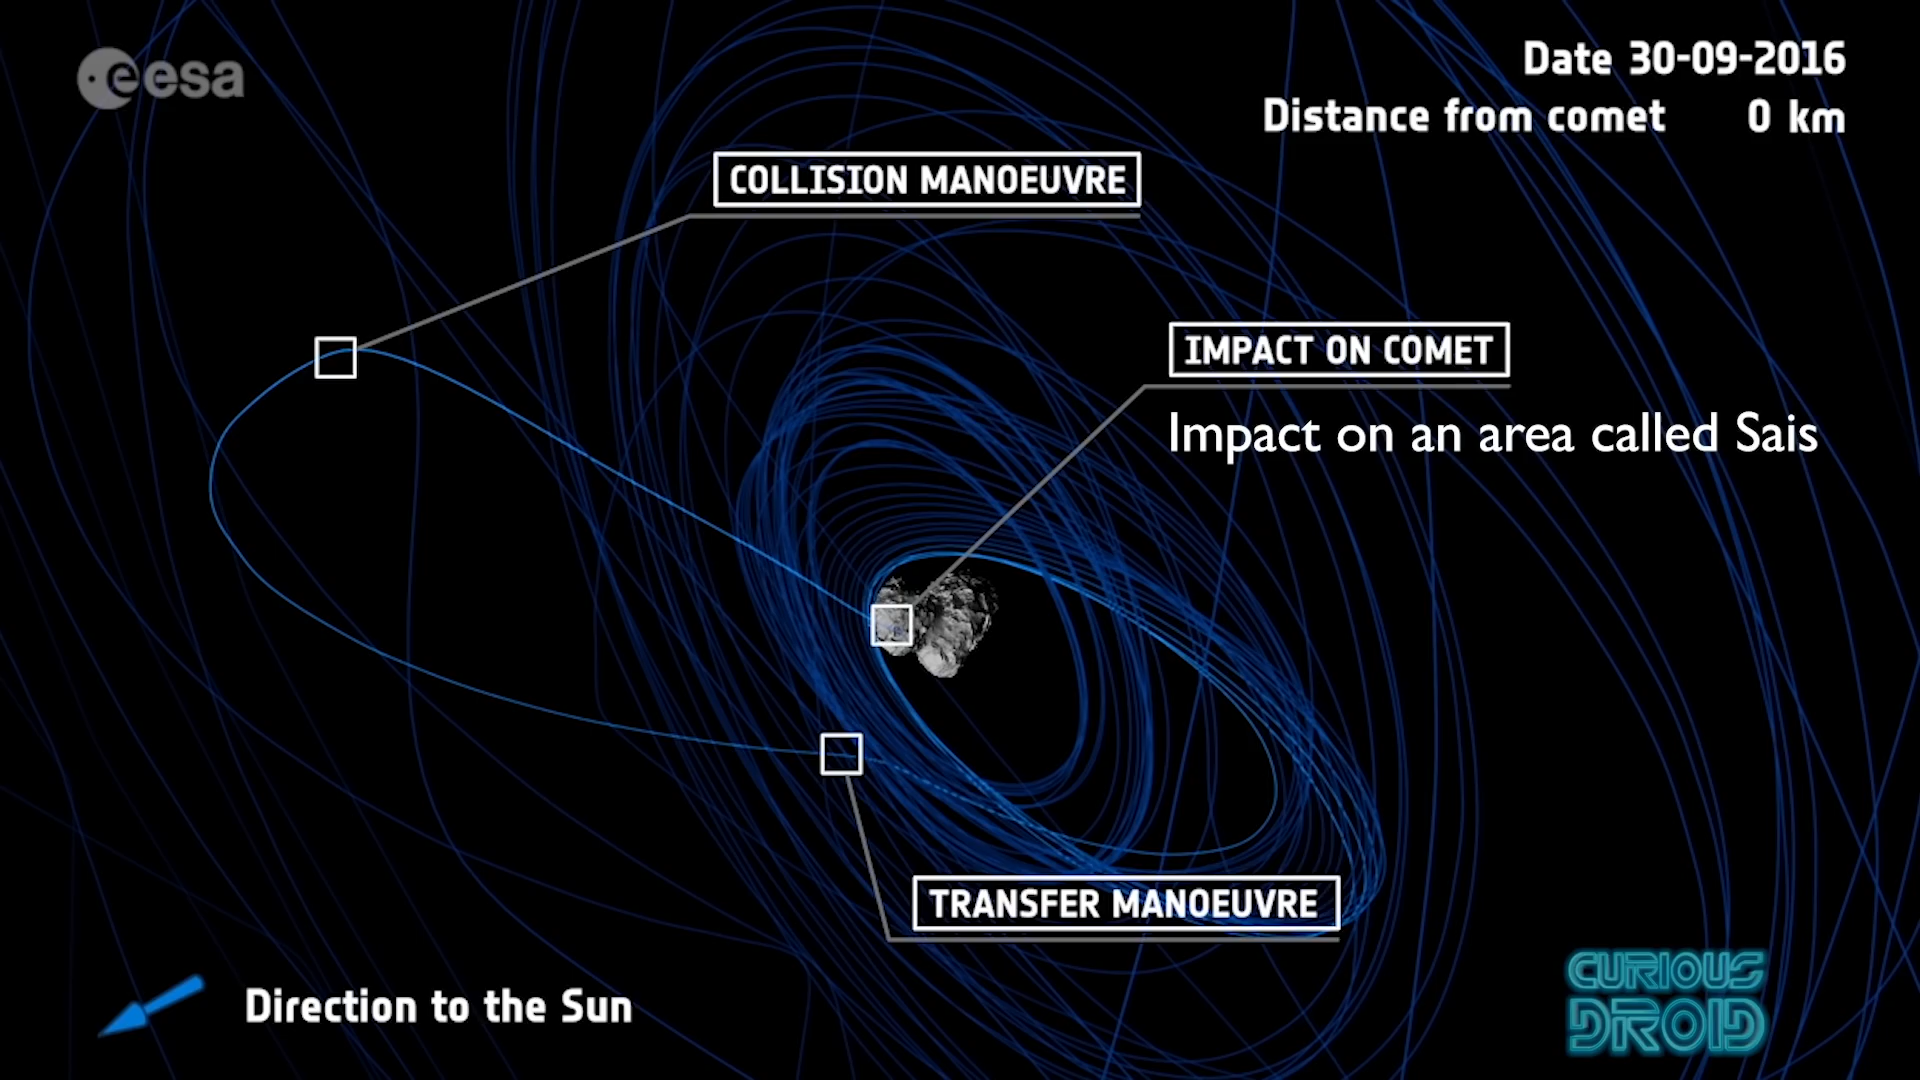 eesa
Date 30-09-2016
Distance from comet 0 km
COLLISION MANOEUVRE
IMPACT ON COMET
Impact on an area called Sais
TRANSFER MANOEUVRE
Direction to the Sun
CURIOUS
DROID